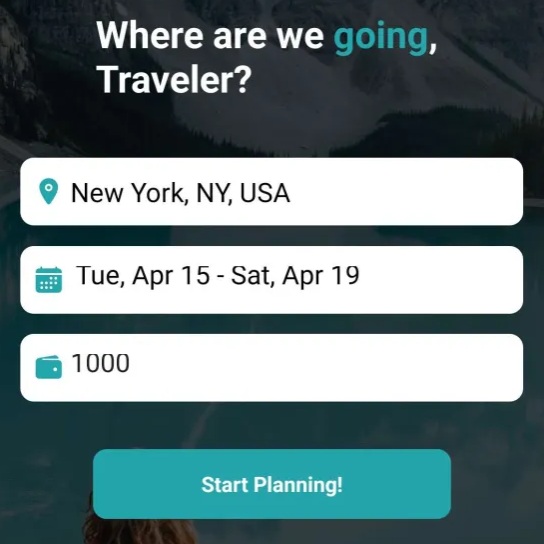 Where are we going,
Traveler?
New York, NY, USA
Tue, Apr 15 - Sat, Apr 19
1000
Start Planning!